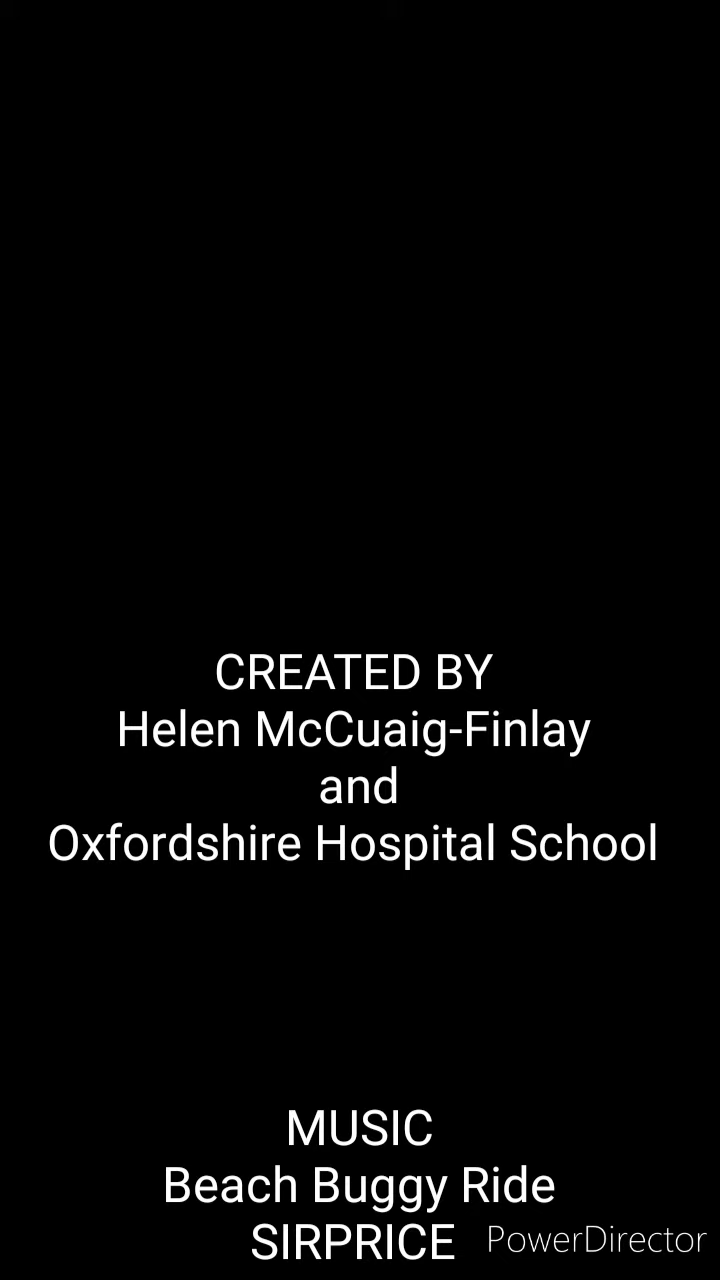 CREATED BY
Helen McCuaig-Finlay
and
Oxfordshire Hospital School
MUSIC
Beach Buggy Ride
SIRPRICE
PowerDirector